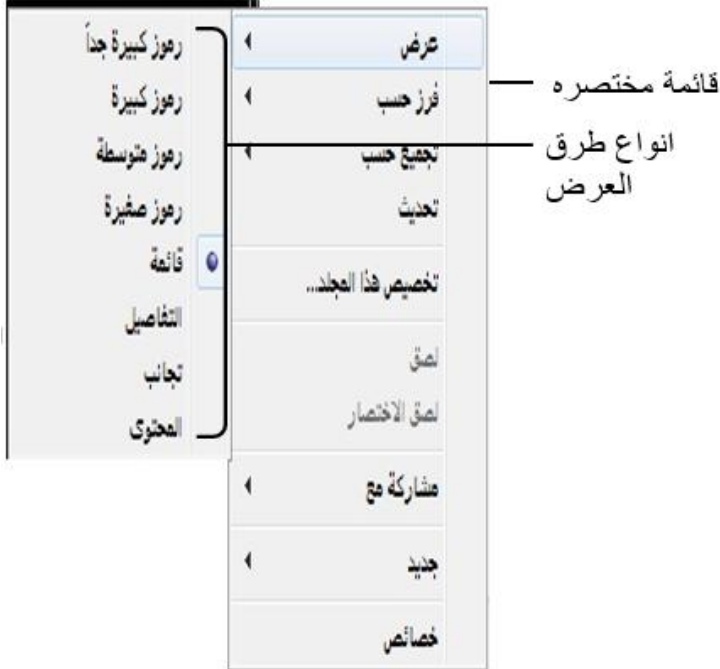 قائمة مختصره
انواع طرق
العرض
عرض
فرز حسب
تجميع حسب
تحديث
تخصيص هذا المجلد...
لصق
لصق الاختصار
مشاركة مع
جديد
خصائص
رموز كبيرة جداً
رموز كبيرة
رموز متوسطة
رموز صغيرة
قائمة
التفاصيل
تجانب
المحتوى